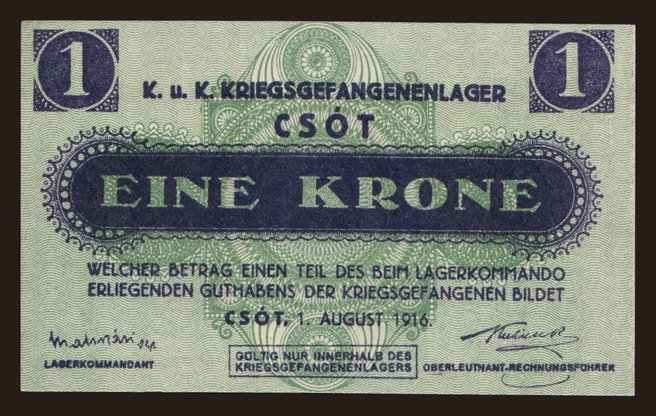 1 1
K. u. K. KRIEGSGEFANGENENLAGER
CSÓT
EINE KRONE
WELCHER BETRAG EINEN TEIL DES BEIM LAGERKOMMANDO
ERLIEGENDEN GUTHABENS DER KRIEGSGEFANGENEN BILDET
CSÓT, 1. AUGUST 1916.
LAGERKOMMANDANT
GÜLTIG NUR INNERHALB DES
KRIEGSGEFANGENENLAGERS
OBERLEUTNANT-RECHNUNGSFÜHRER